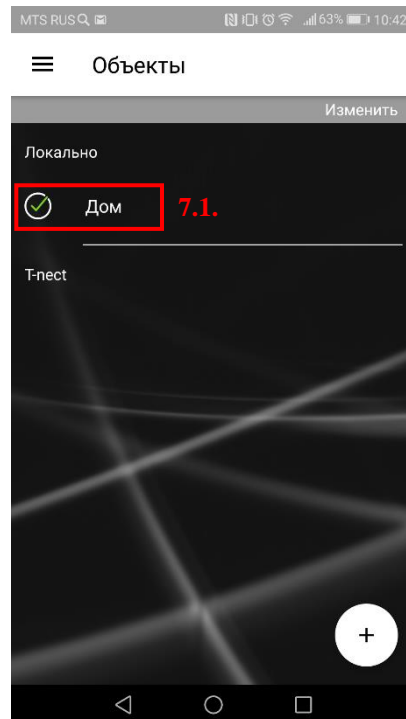 MTS RUS 63% 10:42
Объекты
Изменить
Локально
Дом 7.1.
T-nect
+